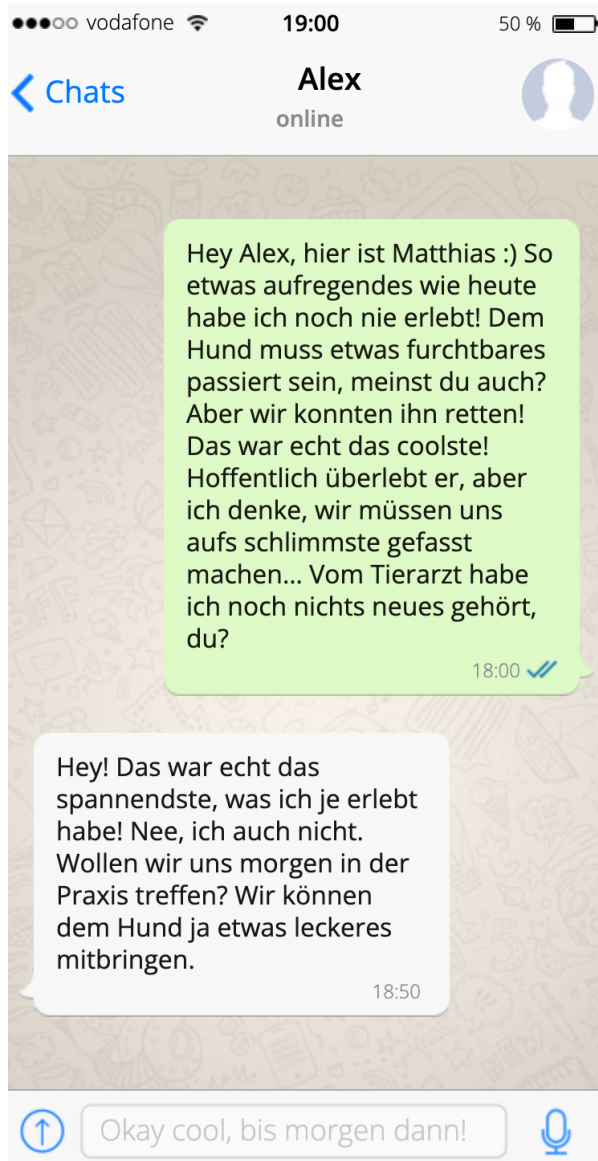 vodafone 19:00 50 %
Chats
Alex
online
Hey Alex, hier ist Matthias :) So
etwas aufregendes wie heute
habe ich noch nie erlebt! Dem
Hund muss etwas furchtbares
passiert sein, meinst du auch?
Aber wir konnten ihn retten!
Das war echt das coolste!
Hoffentlich überlebt er, aber
ich denke, wir müssen uns
aufs schlimmste gefasst
machen... Vom Tierarzt habe
ich noch nichts neues gehört,
du?
18:00
Hey! Das war echt das
spannendste, was ich je erlebt
habe! Nee, ich auch nicht.
Wollen wir uns morgen in der
Praxis treffen? Wir können
dem Hund ja etwas leckeres
mitbringen.
18:50
Okay cool, bis morgen dann!